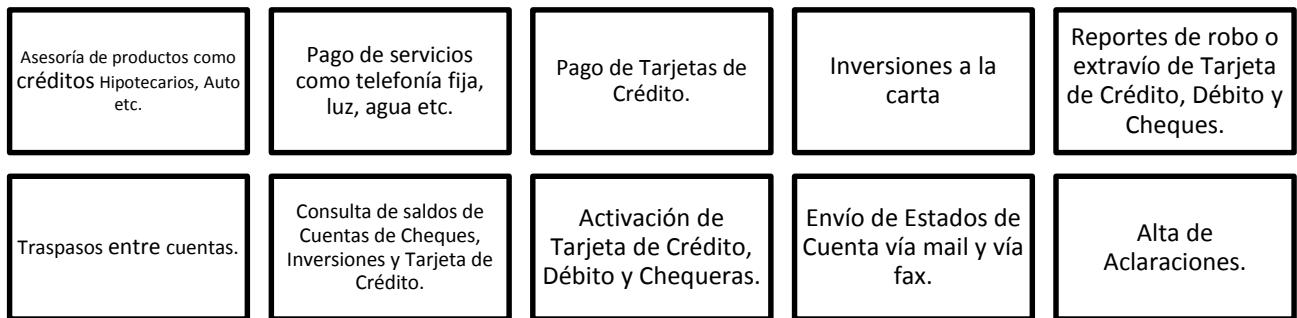 Asesoría de productos como
créditos Hipotecarios, Auto
etc.
Pago de servicios
como telefonía fija,
luz, agua etc.
Pago de Tarjetas de
Crédito.
Inversiones a la
carta
Reportes de robo o
extravío de Tarjeta
de Crédito, Débito y
Cheques.
Traspasos entre cuentas.
Consulta de saldos de
Cuentas de Cheques,
Inversiones y Tarjeta de
Crédito.
Activación de
Tarjeta de Crédito,
Débito y Chequeras.
Envío de Estados de
Cuenta vía mail y vía
fax.
Alta de
Aclaraciones.